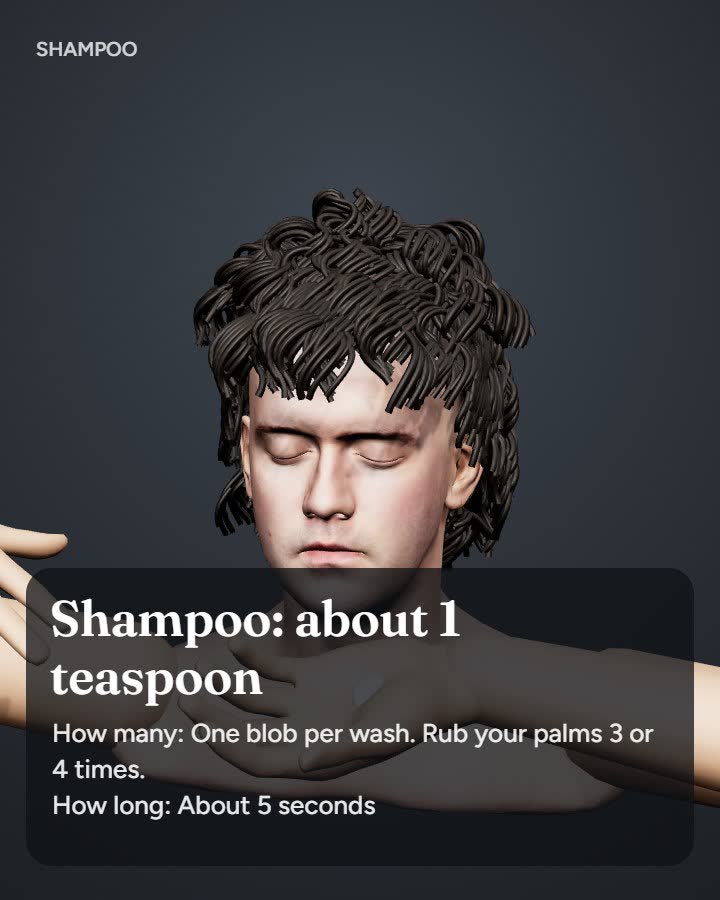 SHAMPOO
Shampoo: about 1
teaspoon
How many: One blob per wash. Rub your palms 3 or
4 times.
How long: About 5 seconds